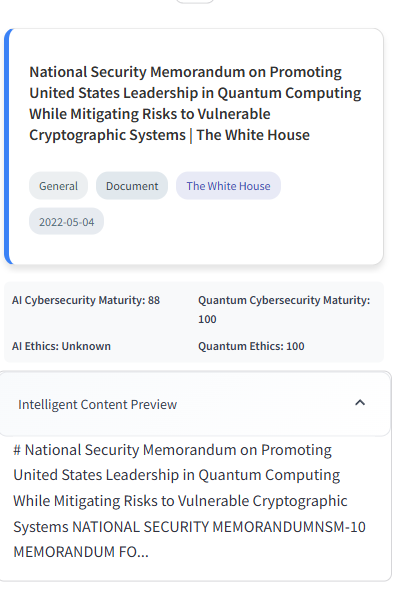 National Security Memorandum on Promoting
United States Leadership in Quantum Computing
While Mitigating Risks to Vulnerable
Cryptographic Systems | The White House
General
Document
The White House
2022-05-04
AI Cybersecurity Maturity: 88
Quantum Cybersecurity Maturity:
100
AI Ethics: Unknown
Quantum Ethics: 100
Intelligent Content Preview
# National Security Memorandum on Promoting
United States Leadership in Quantum Computing
While Mitigating Risks to Vulnerable Cryptographic
Systems NATIONAL SECURITY MEMORANDUMNSM-10
MEMORANDUM FO...